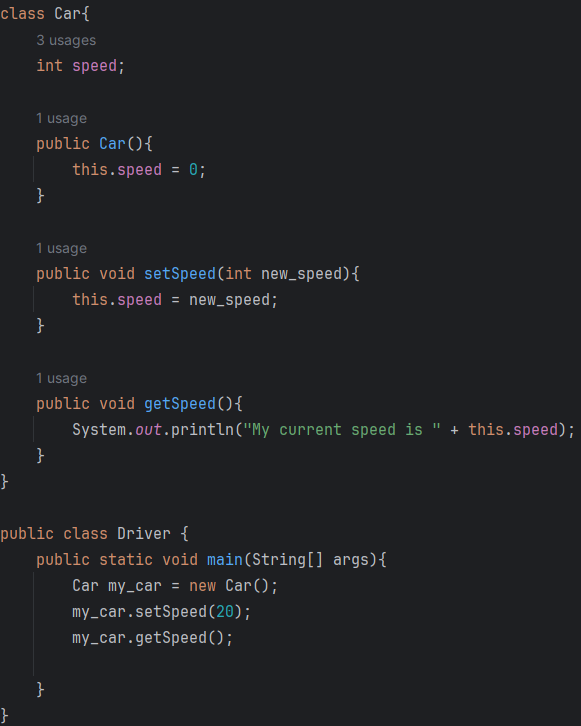 class Car{
3 usages
int speed;
1 usage
public Car(){
this.speed = 0;
}
1 usage
public void setSpeed(int new_speed){
this.speed = new_speed;
}
1 usage
public void getSpeed(){
System.out.println("My current speed is " + this.speed);
}
}
public class Driver {
public static void main(String[] args){
Car my_car = new Car();
my_car.setSpeed(20);
my_car.getSpeed();
}
}